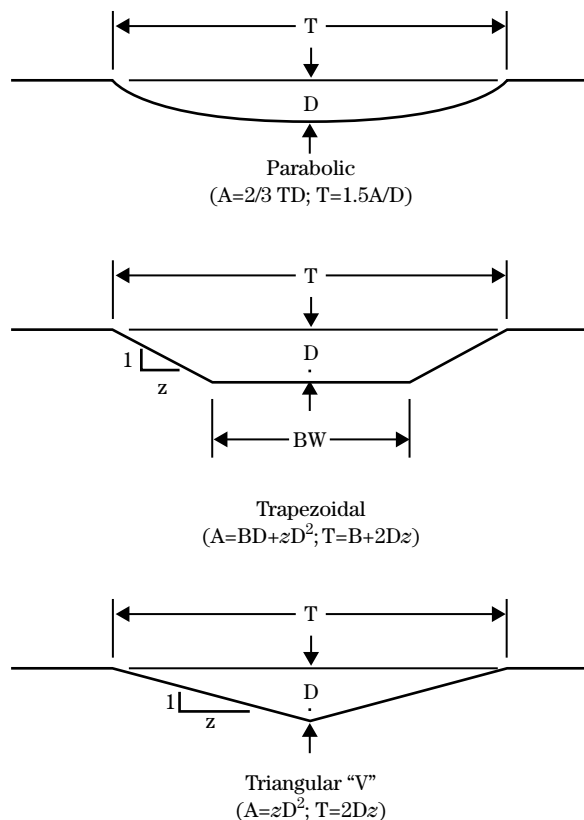 T
D
Parabolic
(A=2/3 TD; T=1.5A/D)
T
D
1
z
BW
Trapezoidal
(A=BD+zD²; T=B+2Dz)
T
D
1
z
Triangular “V”
(A=zD²; T=2Dz)